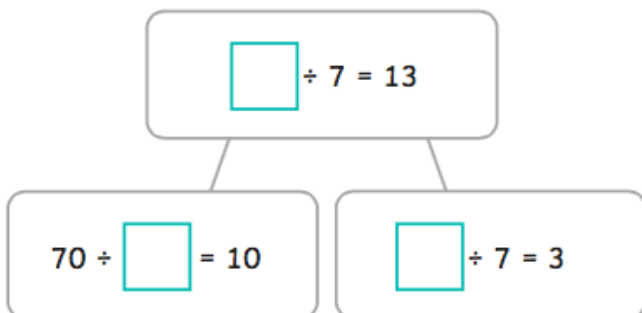 ÷ 7 = 13
70 ÷ = 10
÷ 7 = 3